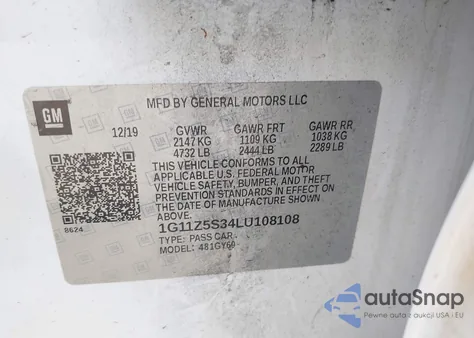 GM
MFD BY GENERAL MOTORS LLC
12/19 GVWR GAWR FRT GAWR RR
2147 KG 1109 KG 1038 KG
4732 LB 2444 LB 2289 LB
THIS VEHICLE CONFORMS TO ALL
APPLICABLE U.S. FEDERAL MOTOR
VEHICLE SAFETY, BUMPER, AND THEFT
PREVENTION STANDARDS IN EFFECT ON
THE DATE OF MANUFACTURE SHOWN
ABOVE.
8624
1G11Z5S34LU108108
TYPE: PASS CAR
MODEL: 481GY69
autoSnap
Pewne auta z aukcji USA i EU